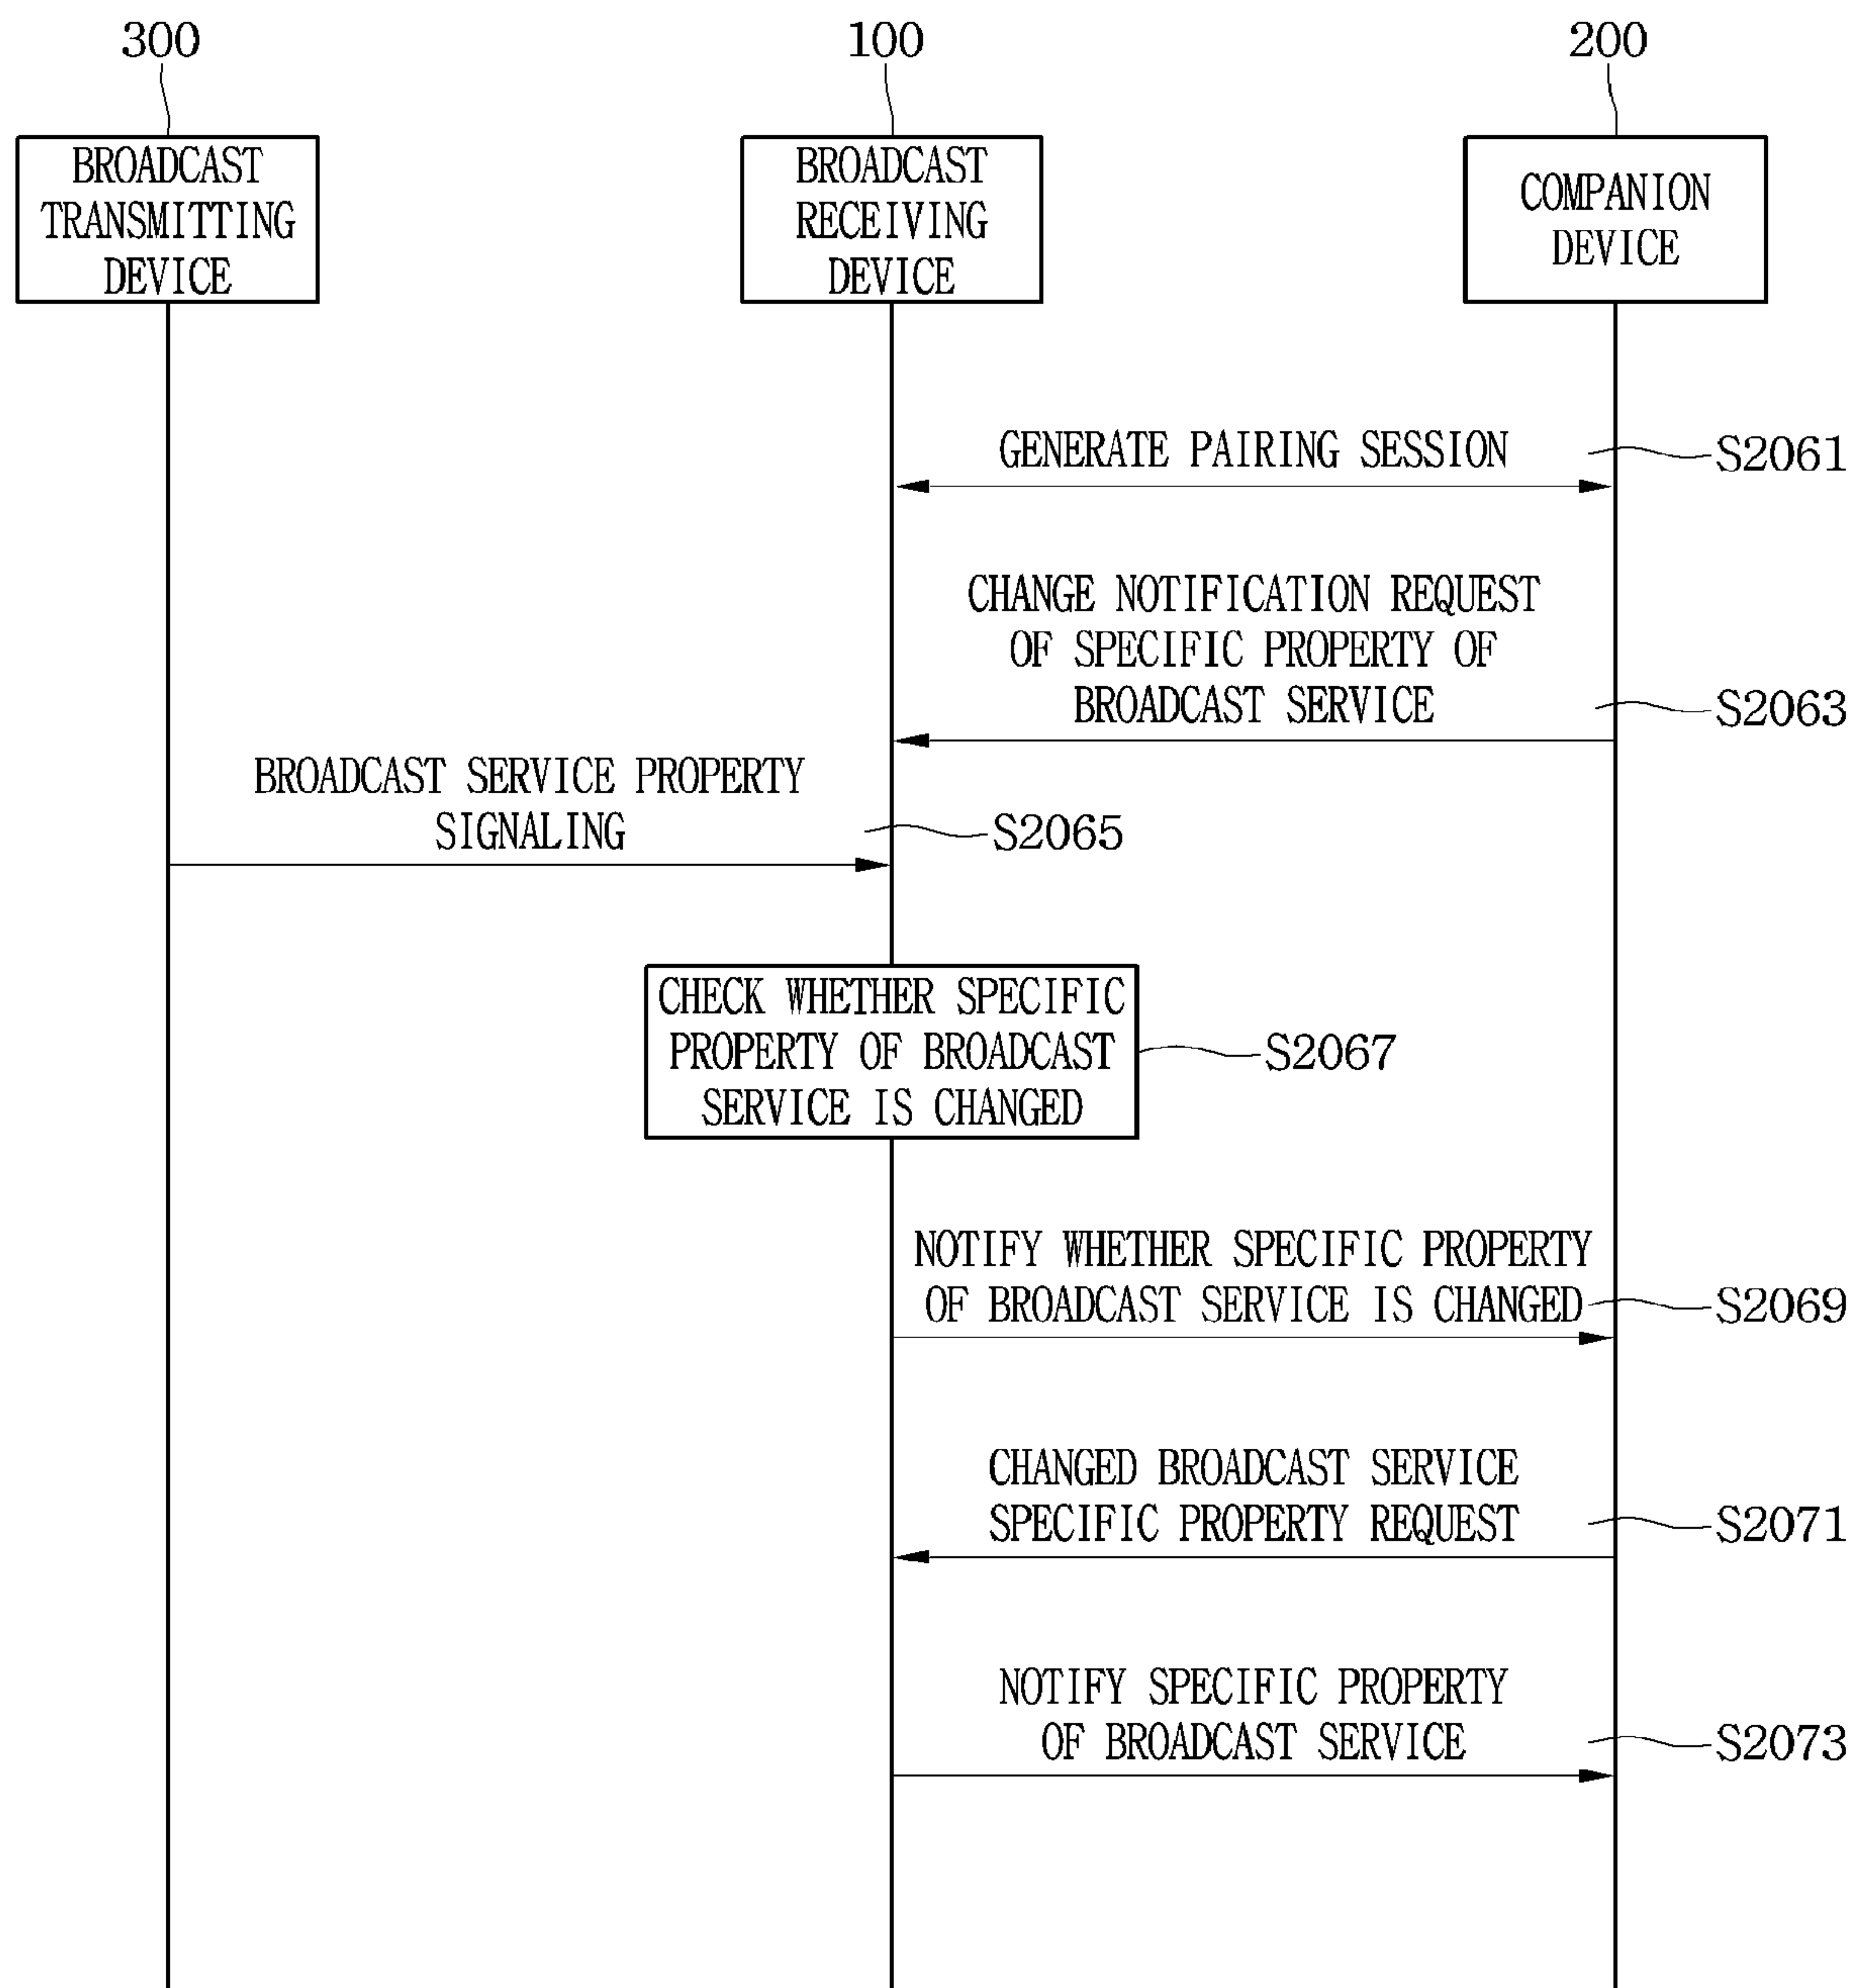 300
100
200
BROADCAST
TRANSMITTING
DEVICE
BROADCAST
RECEIVING
DEVICE
COMPANION
DEVICE
GENERATE PAIRING SESSION
S2061
CHANGE NOTIFICATION REQUEST
OF SPECIFIC PROPERTY OF
BROADCAST SERVICE
S2063
BROADCAST SERVICE PROPERTY
SIGNALING
S2065
CHECK WHETHER SPECIFIC
PROPERTY OF BROADCAST
SERVICE IS CHANGED
S2067
NOTIFY WHETHER SPECIFIC PROPERTY
OF BROADCAST SERVICE IS CHANGED
S2069
CHANGED BROADCAST SERVICE
SPECIFIC PROPERTY REQUEST
S2071
NOTIFY SPECIFIC PROPERTY
OF BROADCAST SERVICE
S2073